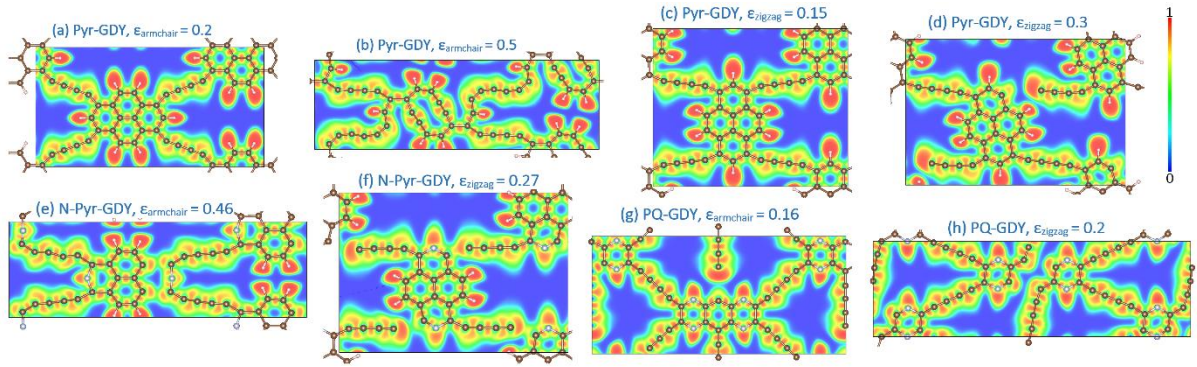 (a) Pyr-GDY, εarmchair = 0.2
(b) Pyr-GDY, εarmchair = 0.5
(c) Pyr-GDY, εzigzag = 0.15
(d) Pyr-GDY, εzigzag = 0.3
1
0
(e) N-Pyr-GDY, εarmchair = 0.46
(f) N-Pyr-GDY, εzigzag = 0.27
(g) PQ-GDY, εarmchair = 0.16
(h) PQ-GDY, εzigzag = 0.2